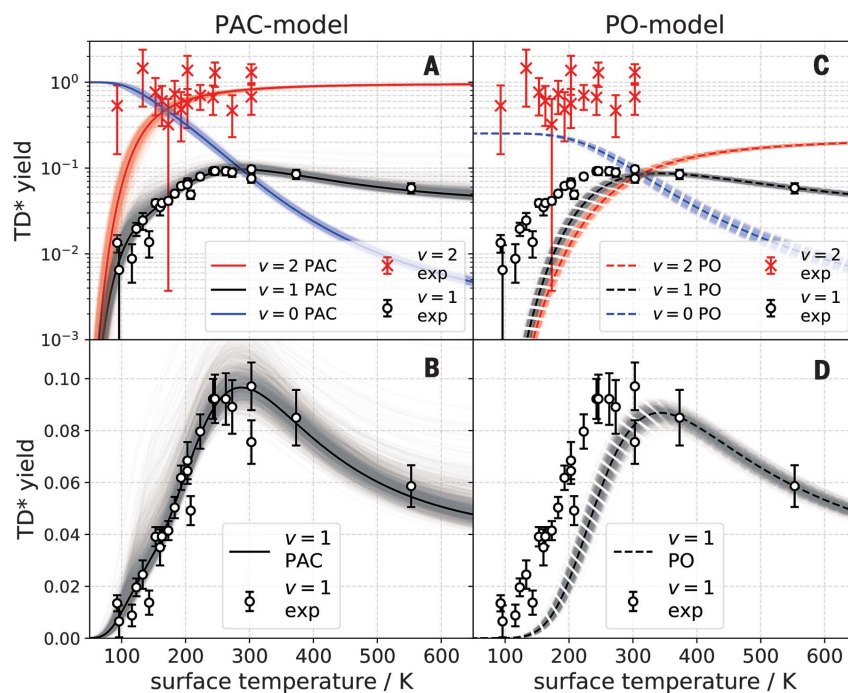 PAC-model
PO-model
A
C
TD* yield
10⁰
10⁻¹
10⁻²
10⁻³
v = 2 PAC
v = 1 PAC
v = 0 PAC
v = 2
exp
v = 1
exp
v = 2 PO
v = 1 PO
v = 0 PO
v = 2
exp
v = 1
exp
B
D
TD* yield
0.10
0.08
0.06
0.04
0.02
0.00
v = 1
PAC
v = 1
exp
v = 1
PO
v = 1
exp
100 200 300 400 500 600
100 200 300 400 500 600
surface temperature / K
surface temperature / K